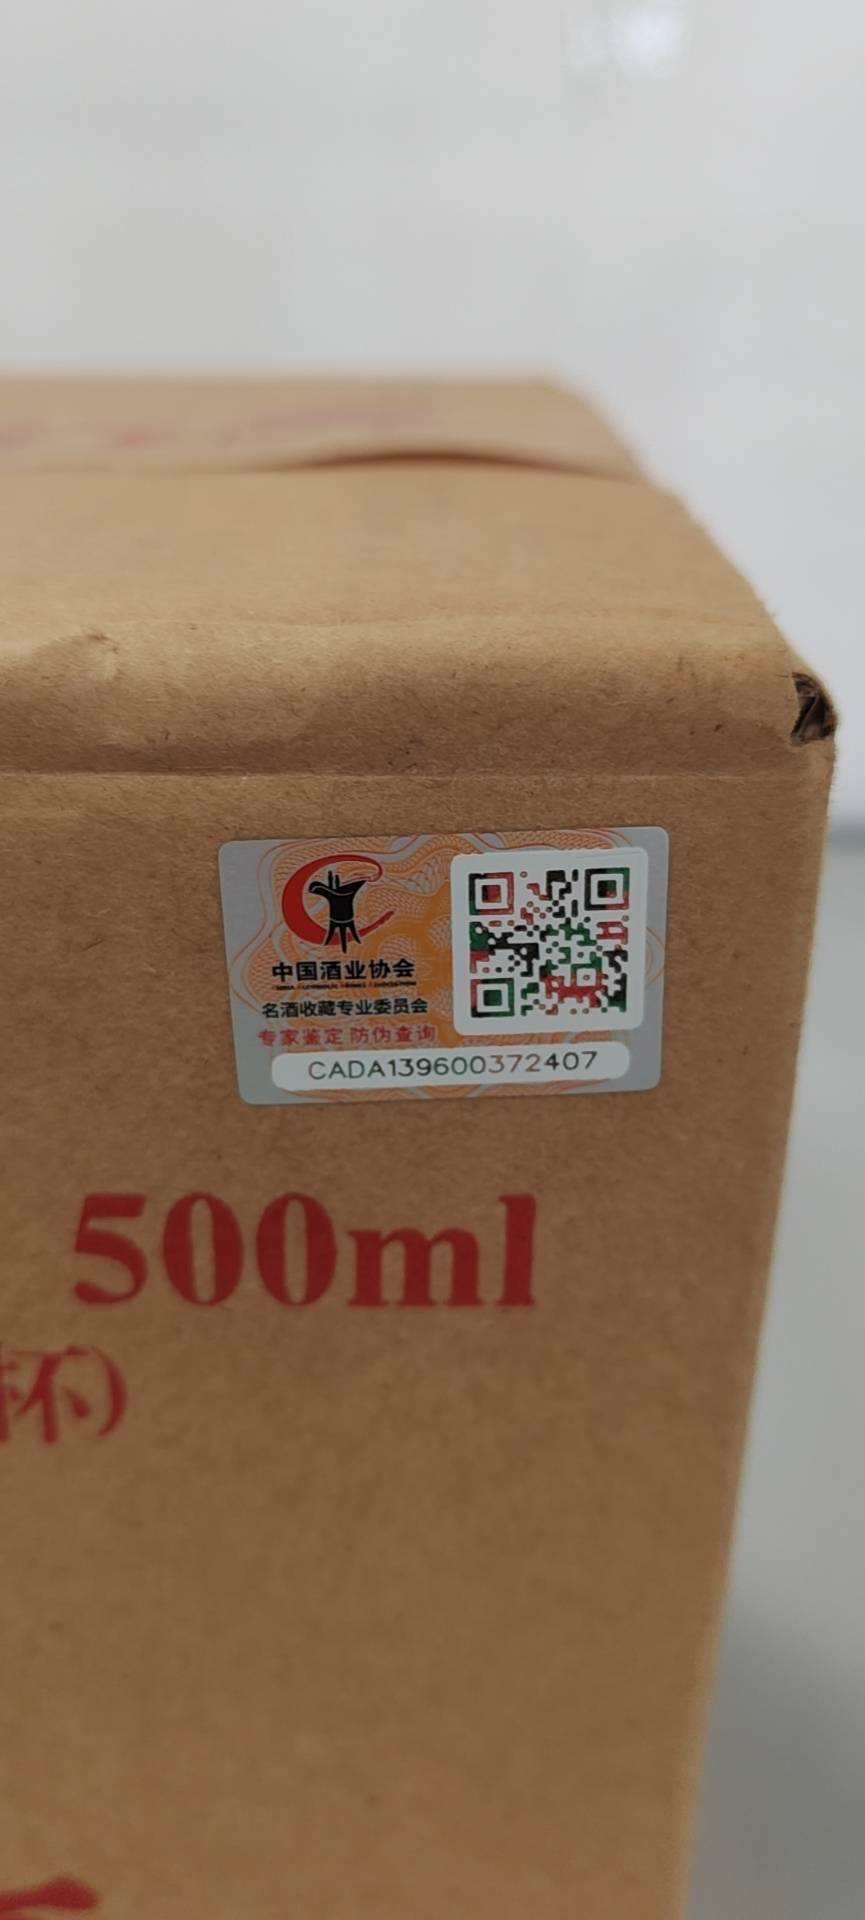 中国酒业协会
名酒收藏专业委员会
专家鉴定 防伪查询
CADA139600372407
500ml
杯)